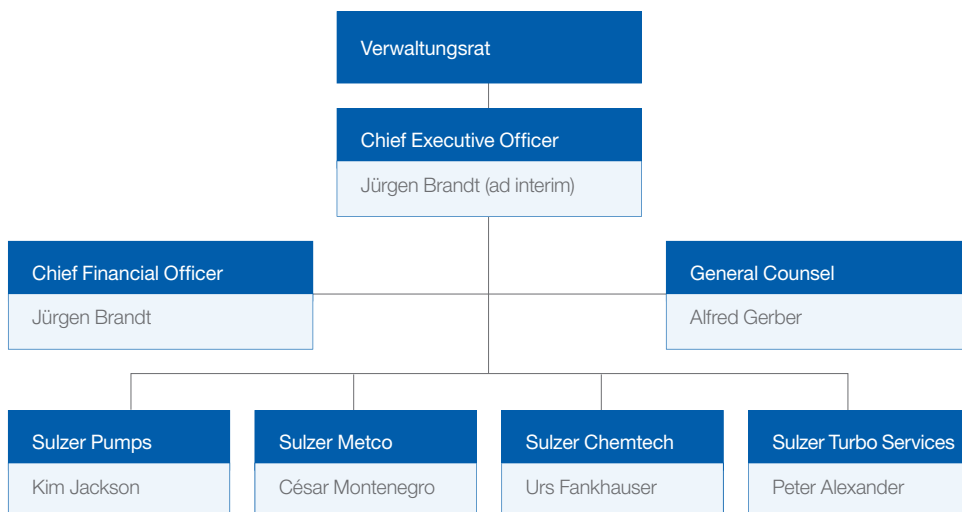 Verwaltungsrat
Chief Executive Officer
Jürgen Brandt (ad interim)
Chief Financial Officer
Jürgen Brandt
General Counsel
Alfred Gerber
Sulzer Pumps
Kim Jackson
Sulzer Metco
César Montenegro
Sulzer Chemtech
Urs Fankhauser
Sulzer Turbo Services
Peter Alexander